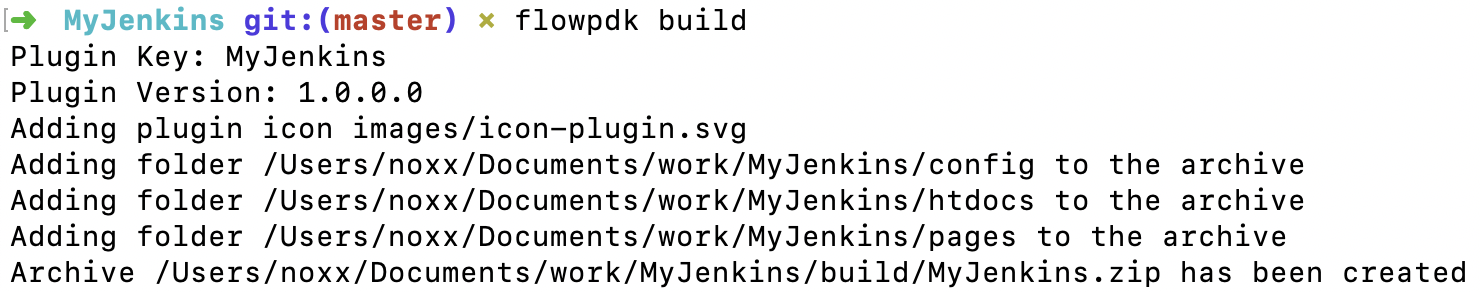 ➜ MyJenkins git:(master) × flowpdk build
Plugin Key: MyJenkins
Plugin Version: 1.0.0.0
Adding plugin icon images/icon-plugin.svg
Adding folder /Users/noxx/Documents/work/MyJenkins/config to the archive
Adding folder /Users/noxx/Documents/work/MyJenkins/htdocs to the archive
Adding folder /Users/noxx/Documents/work/MyJenkins/pages to the archive
Archive /Users/noxx/Documents/work/MyJenkins/build/MyJenkins.zip has been created